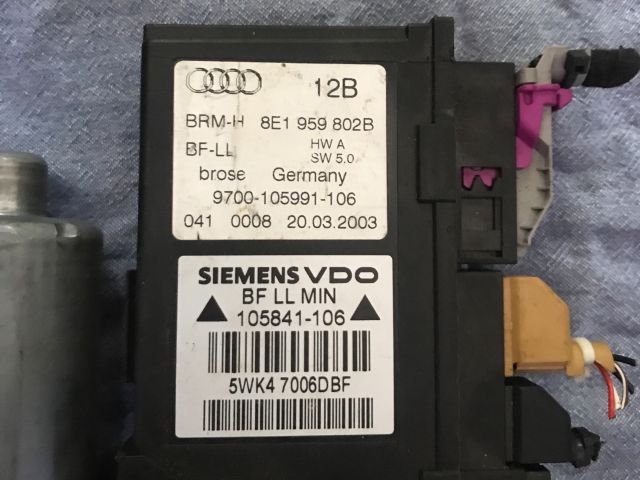 12B
BRM-H 8E1 959 802B
BF-LL HW A
SW 5.0
brose Germany
9700-105991-106
041 0008 20.03.2003
SIEMENS VDO
BF LL MIN
105841-106
5WK4 7006DBF